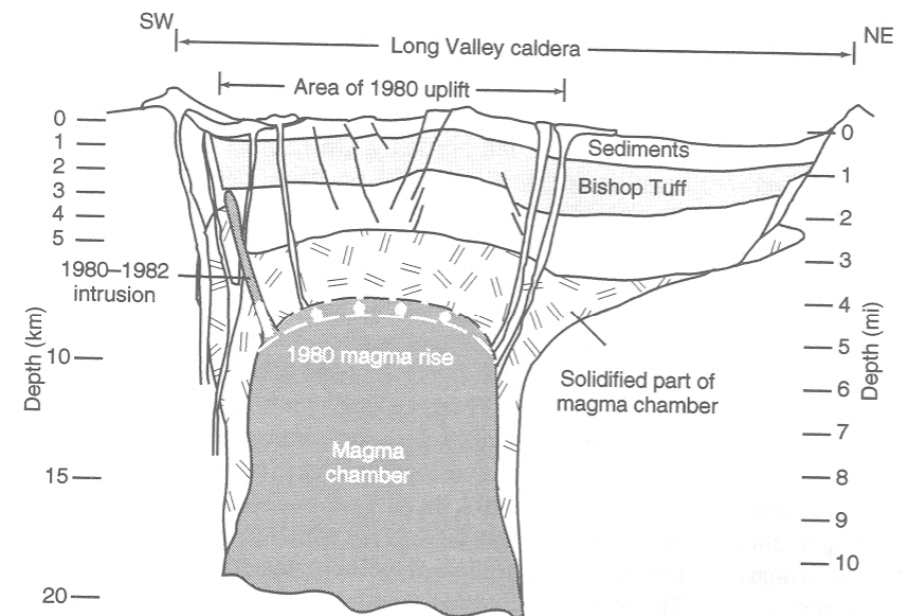 SW
NE
Long Valley caldera
Area of 1980 uplift
0
1
2
3
4
5
10
15
20
Depth (km)
Sediments
Bishop Tuff
1980–1982
intrusion
1980 magma rise
Magma
chamber
Solidified part of
magma chamber
0
1
2
3
4
5
6
7
8
9
10
Depth (mi)